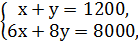 x + y = 1200,
6x + 8y = 8000,